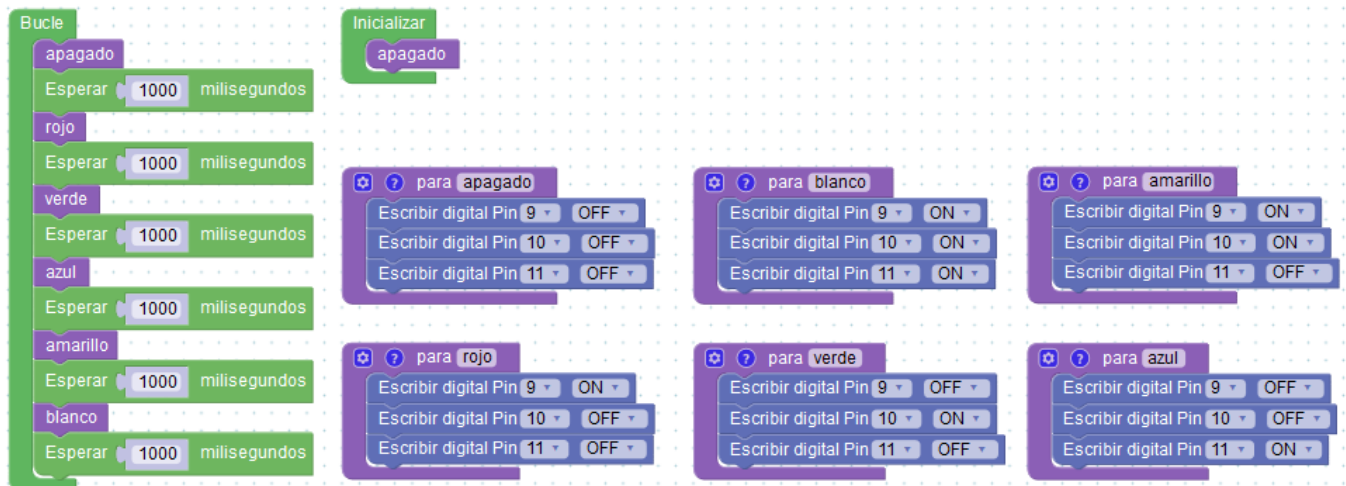 Bucle
apagado
Esperar 1000 milisegundos
rojo
Esperar 1000 milisegundos
verde
Esperar 1000 milisegundos
azul
Esperar 1000 milisegundos
amarillo
Esperar 1000 milisegundos
blanco
Esperar 1000 milisegundos
Inicializar
apagado
? para apagado
Escribir digital Pin 9 OFF
Escribir digital Pin 10 OFF
Escribir digital Pin 11 OFF
? para blanco
Escribir digital Pin 9 ON
Escribir digital Pin 10 ON
Escribir digital Pin 11 ON
? para amarillo
Escribir digital Pin 9 ON
Escribir digital Pin 10 ON
Escribir digital Pin 11 OFF
? para rojo
Escribir digital Pin 9 ON
Escribir digital Pin 10 OFF
Escribir digital Pin 11 OFF
? para verde
Escribir digital Pin 9 OFF
Escribir digital Pin 10 ON
Escribir digital Pin 11 OFF
? para azul
Escribir digital Pin 9 OFF
Escribir digital Pin 10 OFF
Escribir digital Pin 11 ON